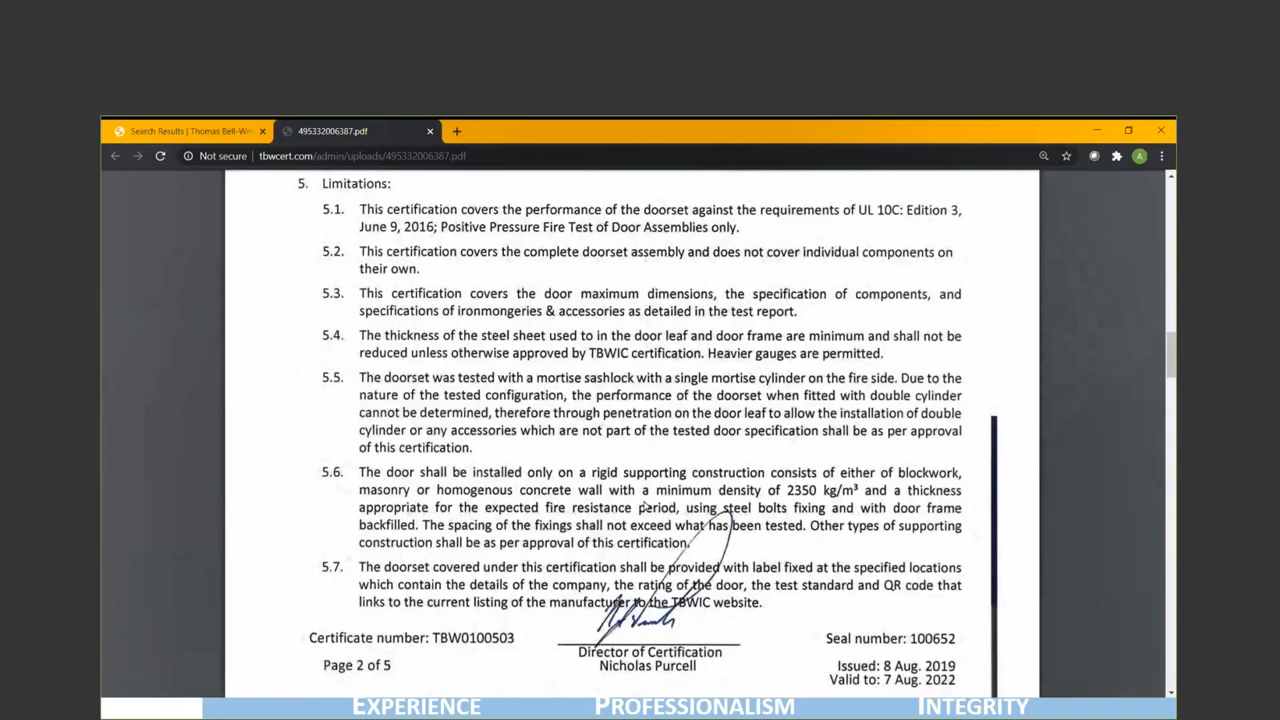 Search Results | Thomas Bell-Wr
495332006387.pdf
Not secure | tbwcert.com/admin/uploads/495332006387.pdf
A
5. Limitations:
5.1. This certification covers the performance of the doorset against the requirements of UL 10C: Edition 3,
June 9, 2016; Positive Pressure Fire Test of Door Assemblies only.
5.2. This certification covers the complete doorset assembly and does not cover individual components on
their own.
5.3. This certification covers the door maximum dimensions, the specification of components, and
specifications of ironmongeries & accessories as detailed in the test report.
5.4. The thickness of the steel sheet used to in the door leaf and door frame are minimum and shall not be
reduced unless otherwise approved by TBWIC certification. Heavier gauges are permitted.
5.5. The doorset was tested with a mortise sashlock with a single mortise cylinder on the fire side. Due to the
nature of the tested configuration, the performance of the doorset when fitted with double cylinder
cannot be determined, therefore through penetration on the door leaf to allow the installation of double
cylinder or any accessories which are not part of the tested door specification shall be as per approval
of this certification.
5.6. The door shall be installed only on a rigid supporting construction consists of either of blockwork,
masonry or homogenous concrete wall with a minimum density of 2350 kg/m³ and a thickness
appropriate for the expected fire resistance period, using steel bolts fixing and with door frame
backfilled. The spacing of the fixings shall not exceed what has been tested. Other types of supporting
construction shall be as per approval of this certification.
5.7. The doorset covered under this certification shall be provided with label fixed at the specified locations
which contain the details of the company, the rating of the door, the test standard and QR code that
links to the current listing of the manufacturer to the TBWIC website.
Certificate number: TBW0100503
Seal number: 100652
Director of Certification
Nicholas Purcell
Page 2 of 5
Issued: 8 Aug. 2019
Valid to: 7 Aug. 2022
EXPERIENCE PROFESSIONALISM INTEGRITY